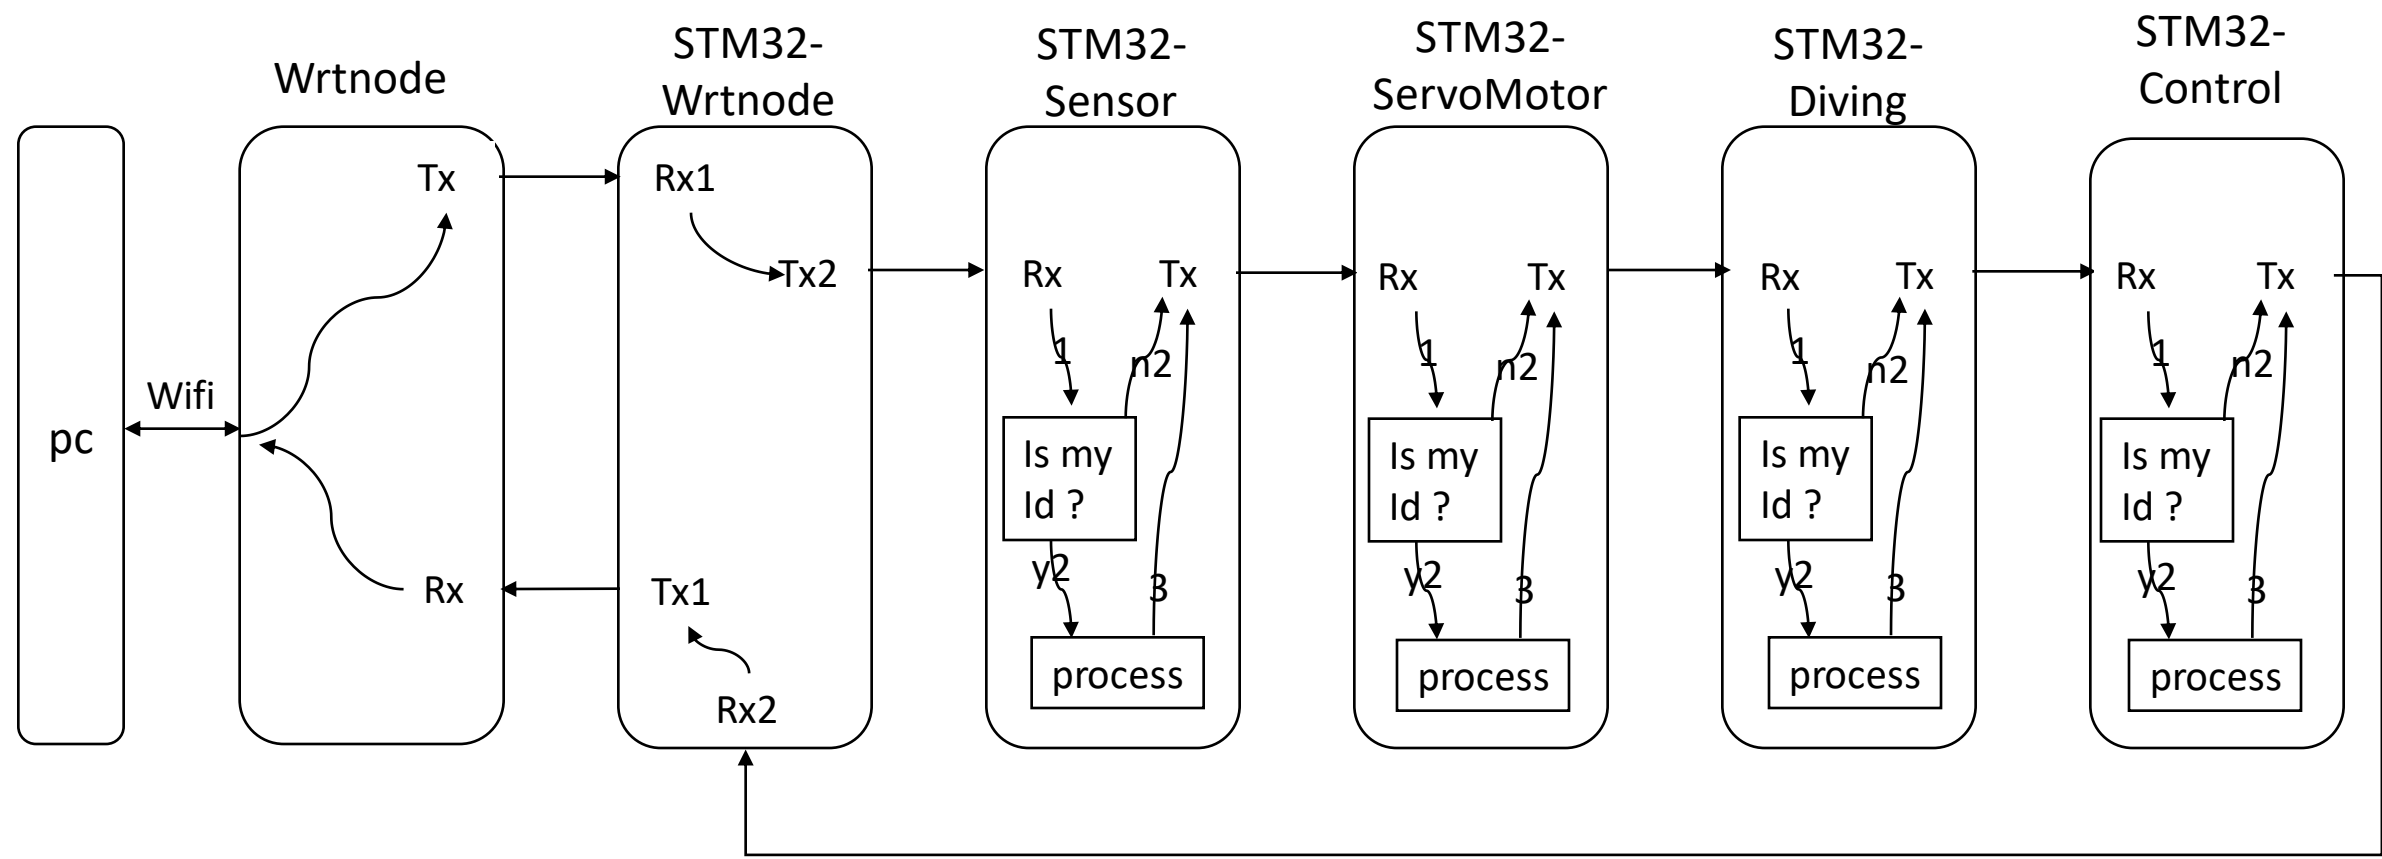 Wrtnode
STM32-
Wrtnode
STM32-
Sensor
STM32-
ServoMotor
STM32-
Diving
STM32-
Control
pc
Wifi
Tx
Rx
Rx1
Tx2
Tx1
Rx2
Rx
Tx
1
n2
Is my
Id ?
y2
3
process
Rx
Tx
1
n2
Is my
Id ?
y2
3
process
Rx
Tx
1
n2
Is my
Id ?
y2
3
process
Rx
Tx
1
n2
Is my
Id ?
y2
3
process